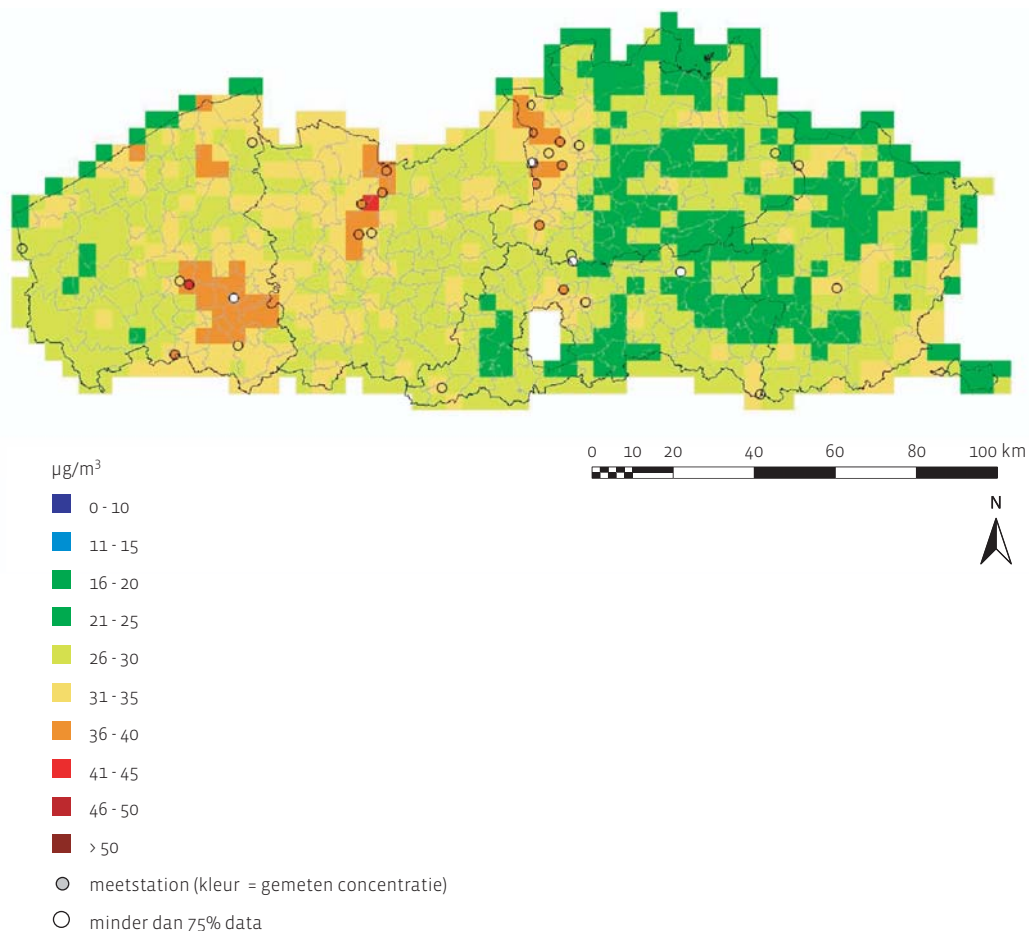 µg/m³
0 10 20 40 60 80 100 km
N
0 - 10
11 - 15
16 - 20
21 - 25
26 - 30
31 - 35
36 - 40
41 - 45
46 - 50
> 50
meetstation (kleur = gemeten concentratie)
minder dan 75% data